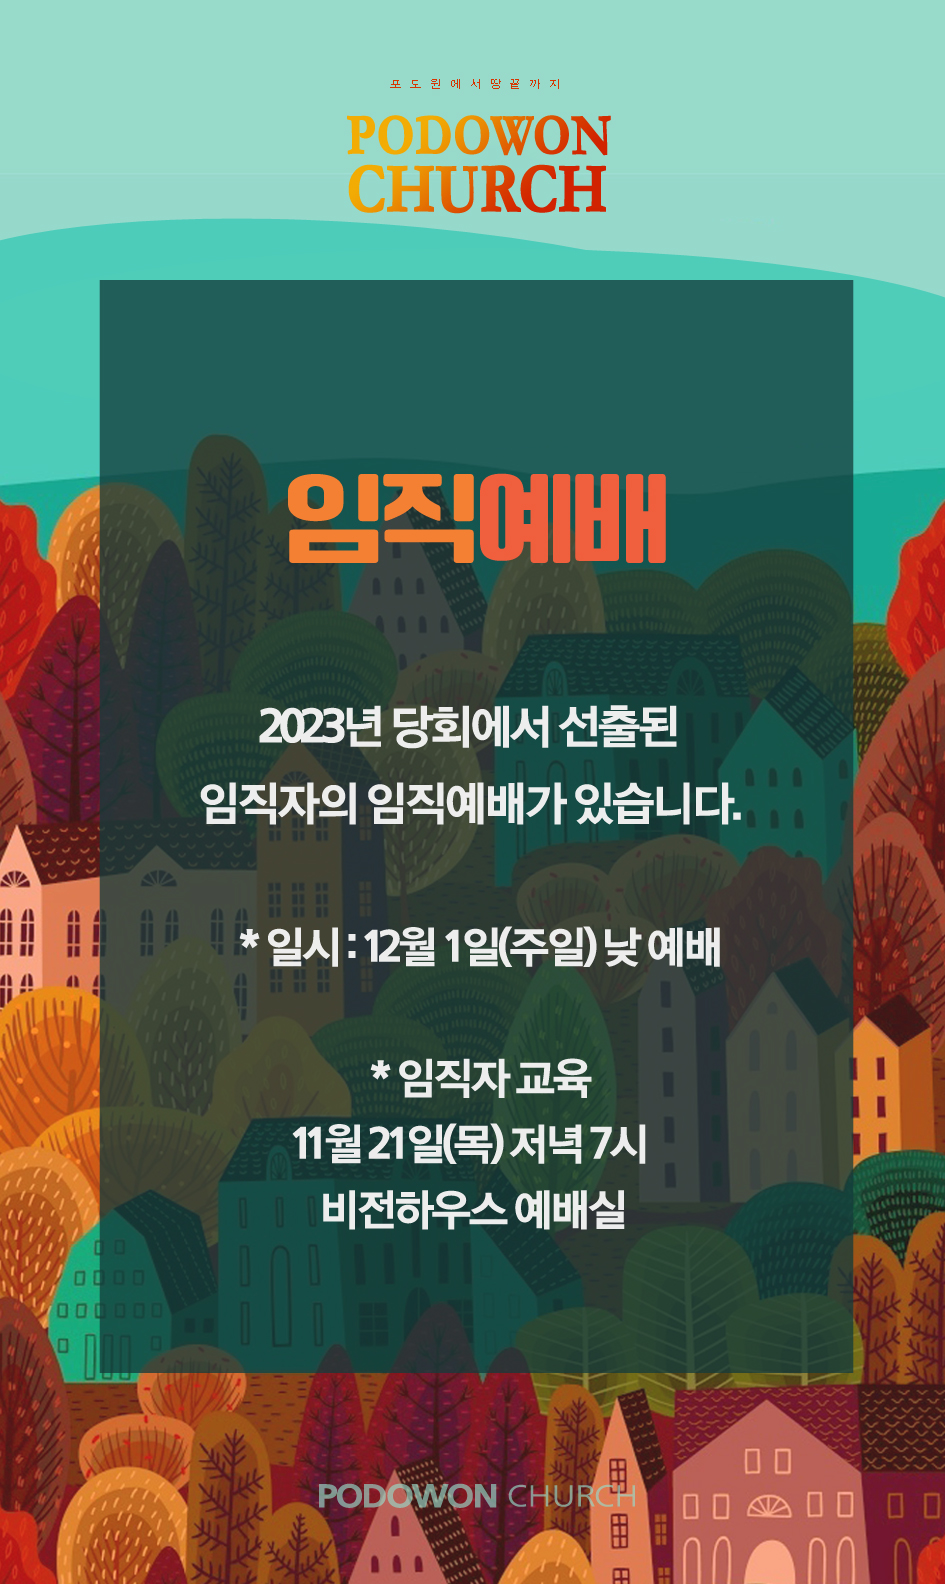 포도원에서땅끝까지
PODOWON
CHURCH
임직예배
2023년 당회에서 선출된
임직자의 임직예배가 있습니다.
* 일시 : 12월 1일(주일) 낮 예배
* 임직자 교육
11월 21일(목) 저녁 7시
비전하우스 예배실
PODOWON CHURCH